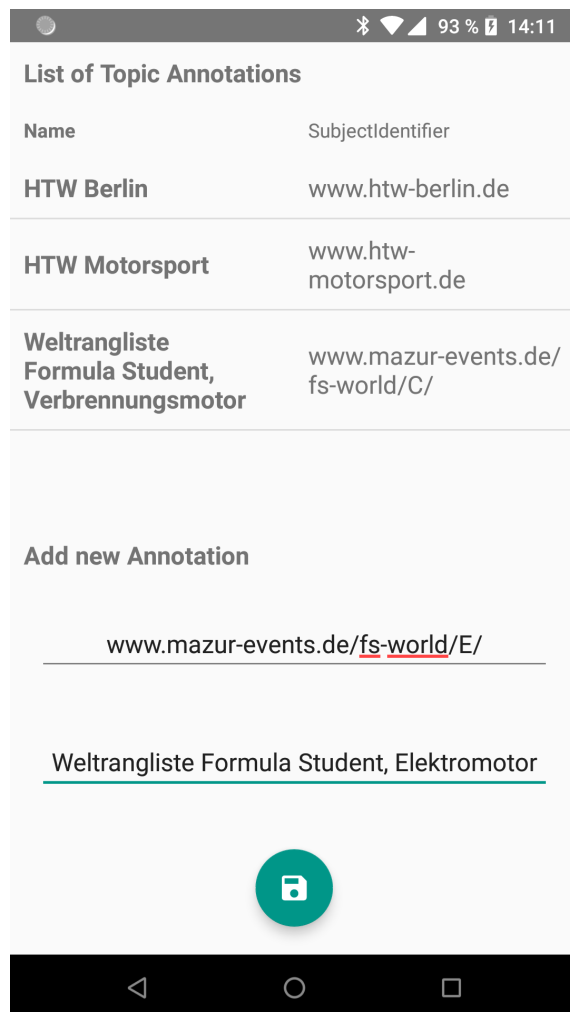 93 % 14:11
List of Topic Annotations
Name SubjectIdentifier
HTW Berlin www.htw-berlin.de
HTW Motorsport www.htw-
motorsport.de
Weltrangliste
Formula Student,
Verbrennungsmotor
www.mazur-events.de/
fs-world/C/
Add new Annotation
www.mazur-events.de/fs-world/E/
Weltrangliste Formula Student, Elektromotor